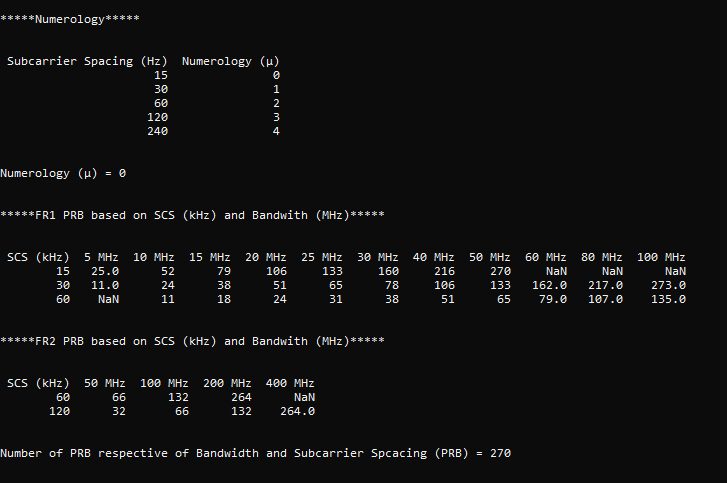 *****Numerology*****
Subcarrier Spacing (Hz) Numerology (μ)
15 0
30 1
60 2
120 3
240 4
Numerology (μ) = 0
*****FR1 PRB based on SCS (kHz) and Bandwith (MHz)*****
SCS (kHz) 5 MHz 10 MHz 15 MHz 20 MHz 25 MHz 30 MHz 40 MHz 50 MHz 60 MHz 80 MHz 100 MHz
15 25.0 52 79 106 133 160 216 270 NaN NaN NaN
30 11.0 24 38 51 65 78 106 133 162.0 217.0 273.0
60 NaN 11 18 24 31 38 51 65 79.0 107.0 135.0
*****FR2 PRB based on SCS (kHz) and Bandwith (MHz)*****
SCS (kHz) 50 MHz 100 MHz 200 MHz 400 MHz
60 66 132 264 NaN
120 32 66 132 264.0
Number of PRB respective of Bandwidth and Subcarrier Spcacing (PRB) = 270